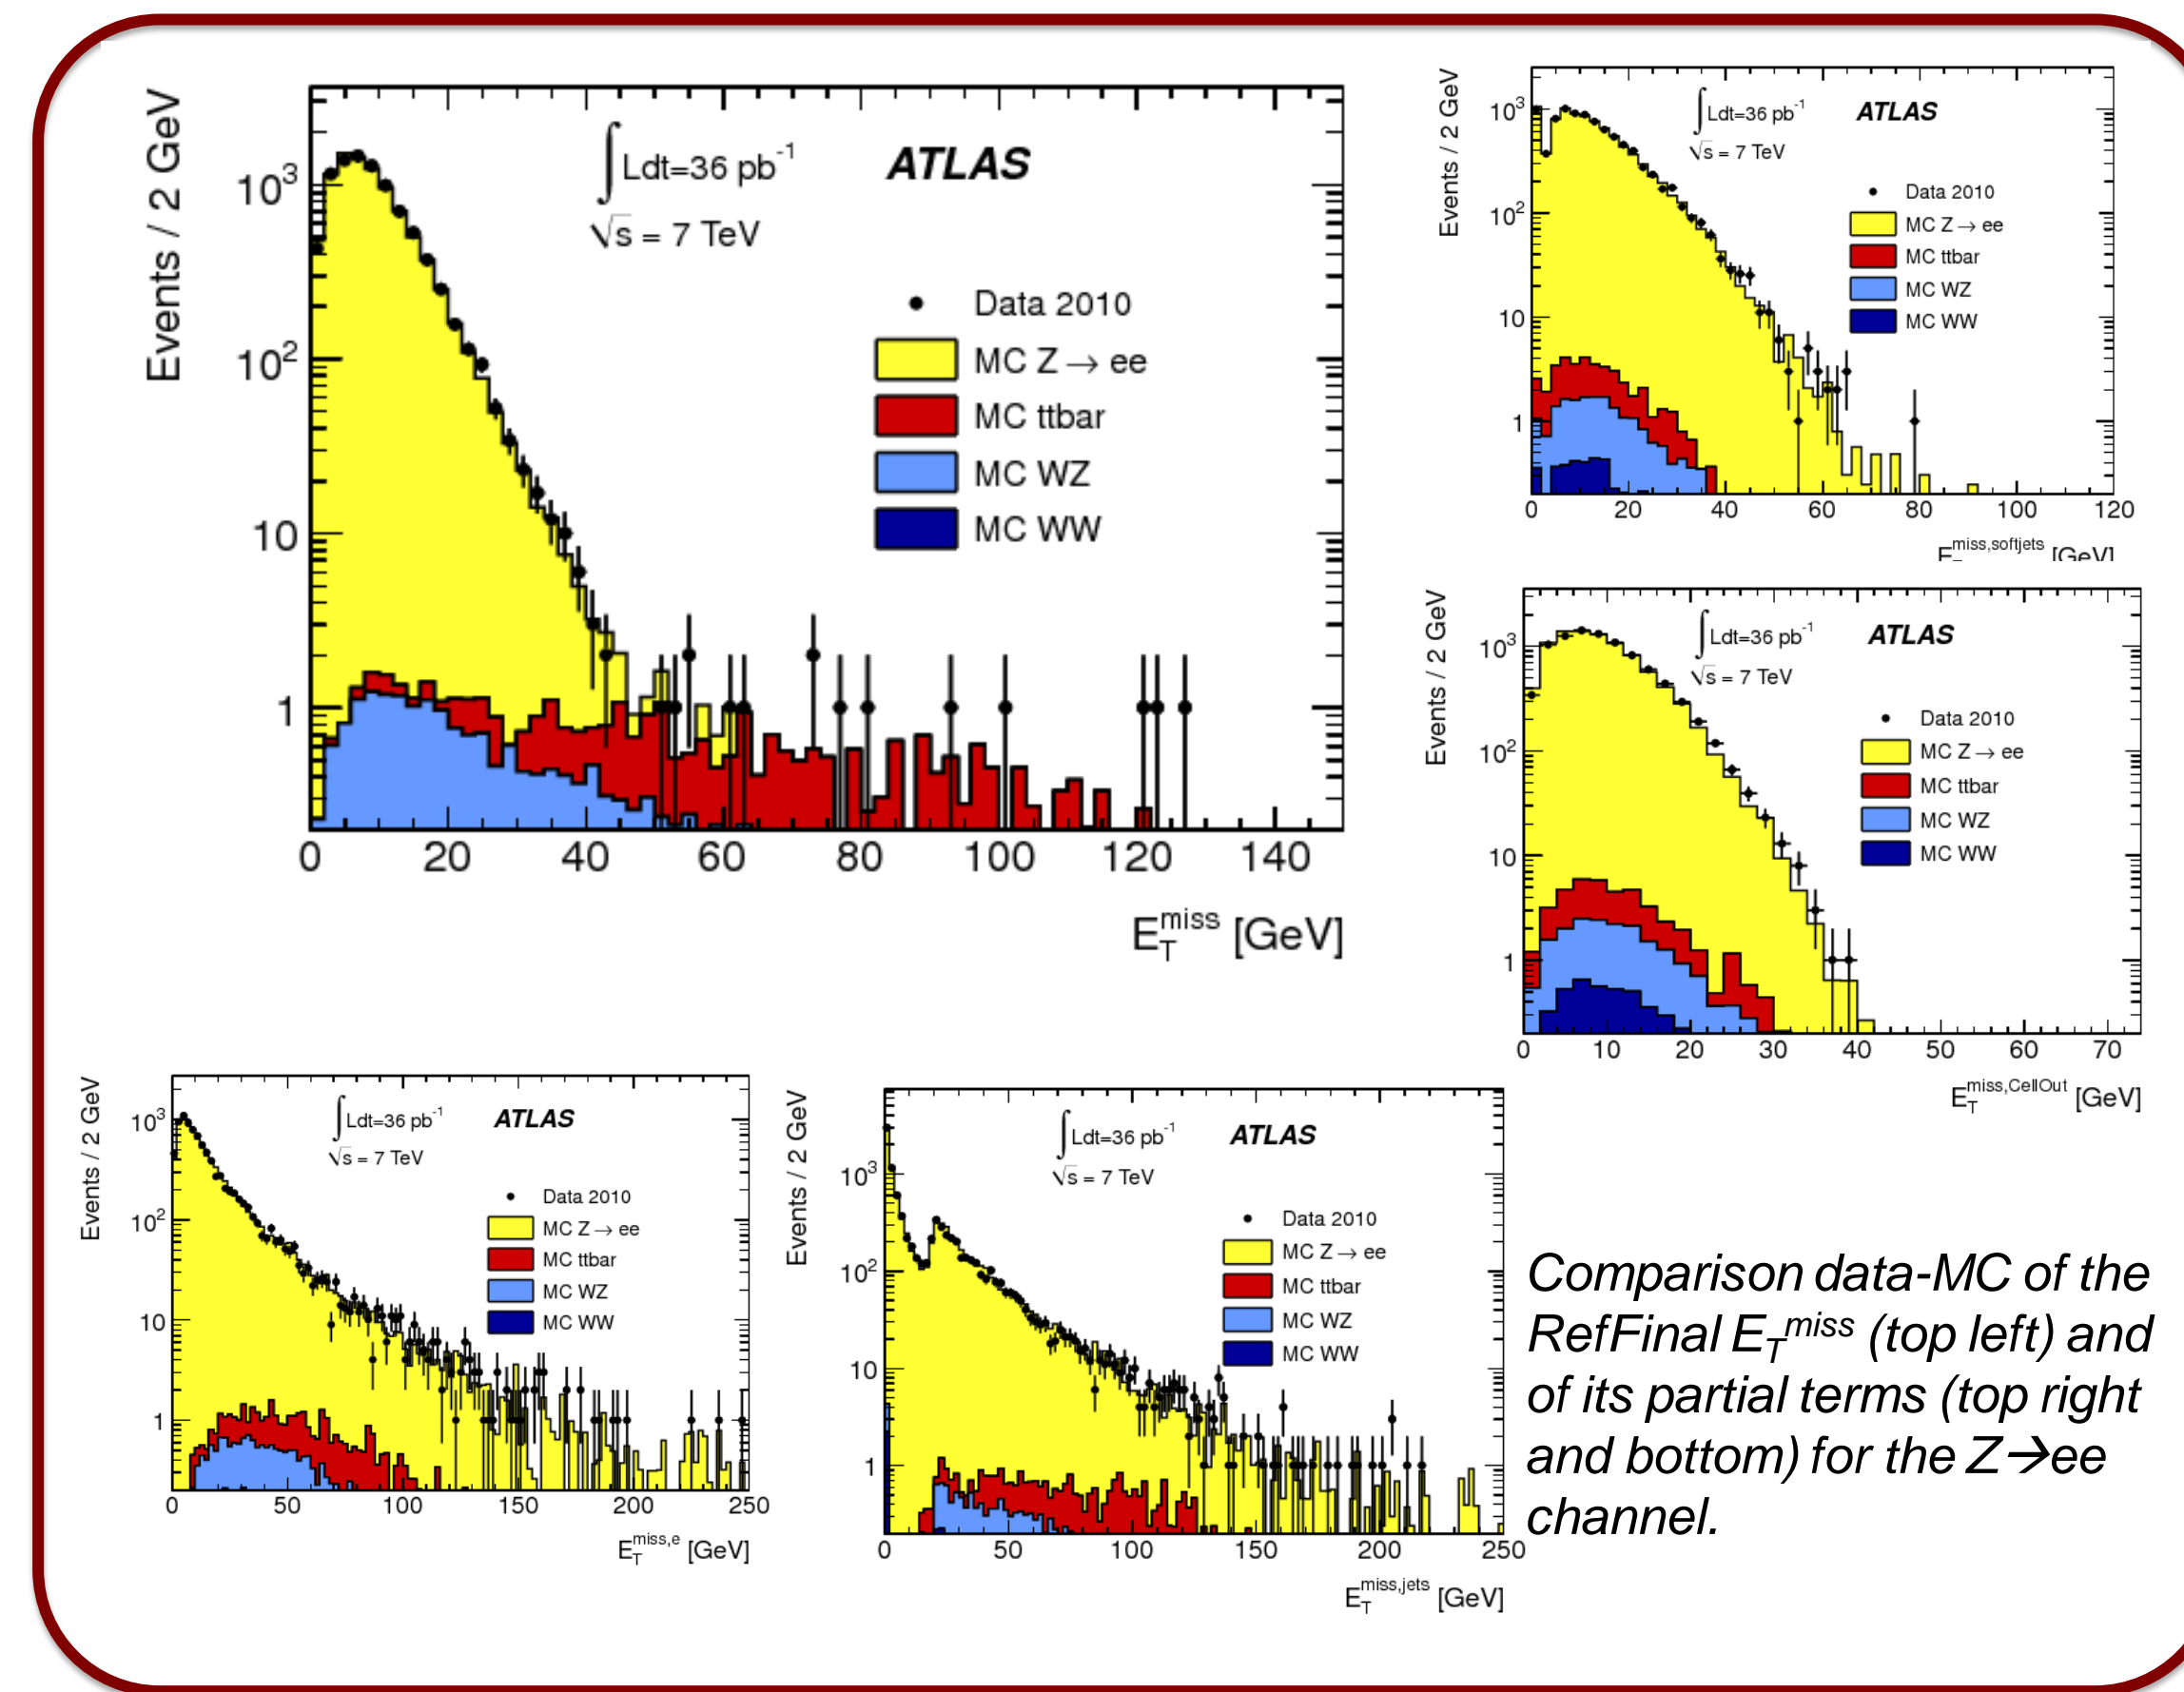 Events / 2 GeV
10³
10²
10
1
∫Ldt=36 pb⁻¹
√s = 7 TeV
ATLAS
Data 2010
MC Z → ee
MC ttbar
MC WZ
MC WW
0 20 40 60 80 100 120 140
E_T^miss [GeV]
Events / 2 GeV
10³
10²
10
1
∫Ldt=36 pb⁻¹
√s = 7 TeV
ATLAS
Data 2010
MC Z → ee
MC ttbar
MC WZ
MC WW
0 20 40 60 80 100 120
E_T^miss,softjets [GeV]
Events / 2 GeV
10³
10²
10
1
∫Ldt=36 pb⁻¹
√s = 7 TeV
ATLAS
Data 2010
MC Z → ee
MC ttbar
MC WZ
MC WW
0 10 20 30 40 50 60 70
E_T^miss,CellOut [GeV]
Events / 2 GeV
10³
10²
10
1
∫Ldt=36 pb⁻¹
√s = 7 TeV
ATLAS
Data 2010
MC Z → ee
MC ttbar
MC WZ
MC WW
0 50 100 150 200 250
E_T^miss,e [GeV]
Events / 2 GeV
10³
10²
10
1
∫Ldt=36 pb⁻¹
√s = 7 TeV
ATLAS
Data 2010
MC Z → ee
MC ttbar
MC WZ
MC WW
0 50 100 150 200 250
E_T^miss,jets [GeV]
Comparison data-MC of the
RefFinal E_T^miss (top left) and
of its partial terms (top right
and bottom) for the Z→ee
channel.